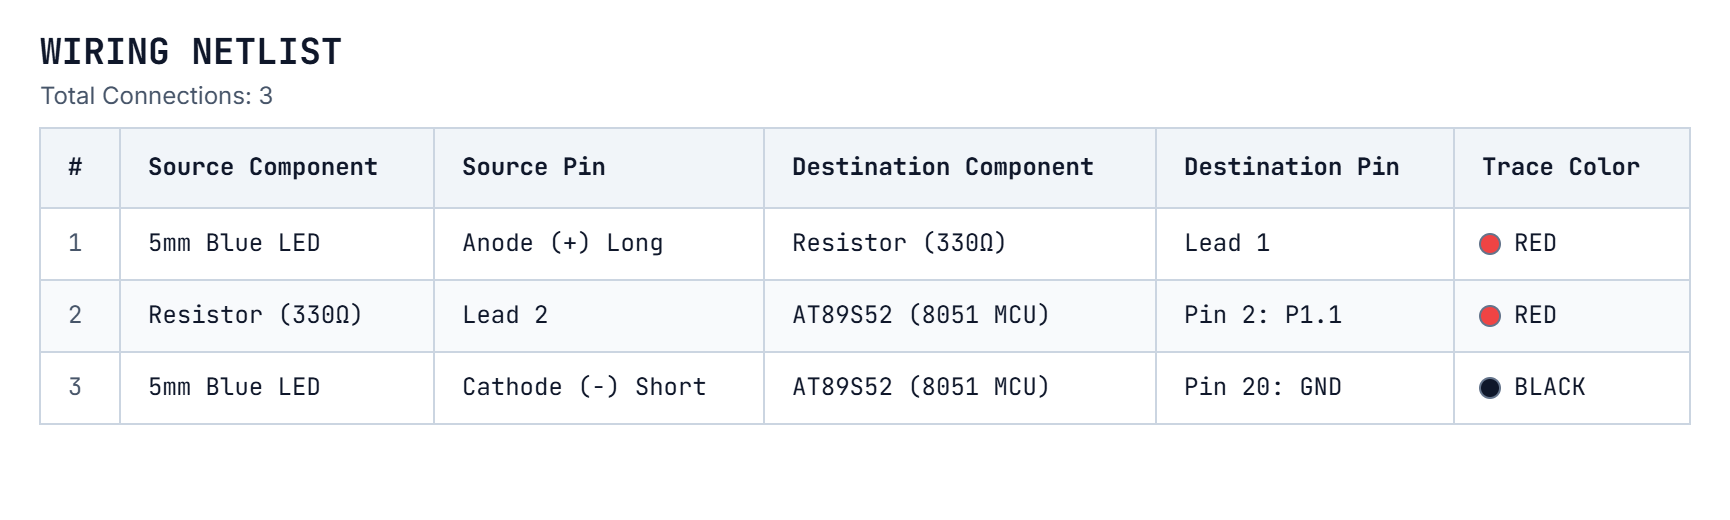 WIRING NETLIST
Total Connections: 3
# Source Component Source Pin Destination Component Destination Pin Trace Color
1 5mm Blue LED Anode (+) Long Resistor (330Ω) Lead 1 RED
2 Resistor (330Ω) Lead 2 AT89S52 (8051 MCU) Pin 2: P1.1 RED
3 5mm Blue LED Cathode (-) Short AT89S52 (8051 MCU) Pin 20: GND BLACK